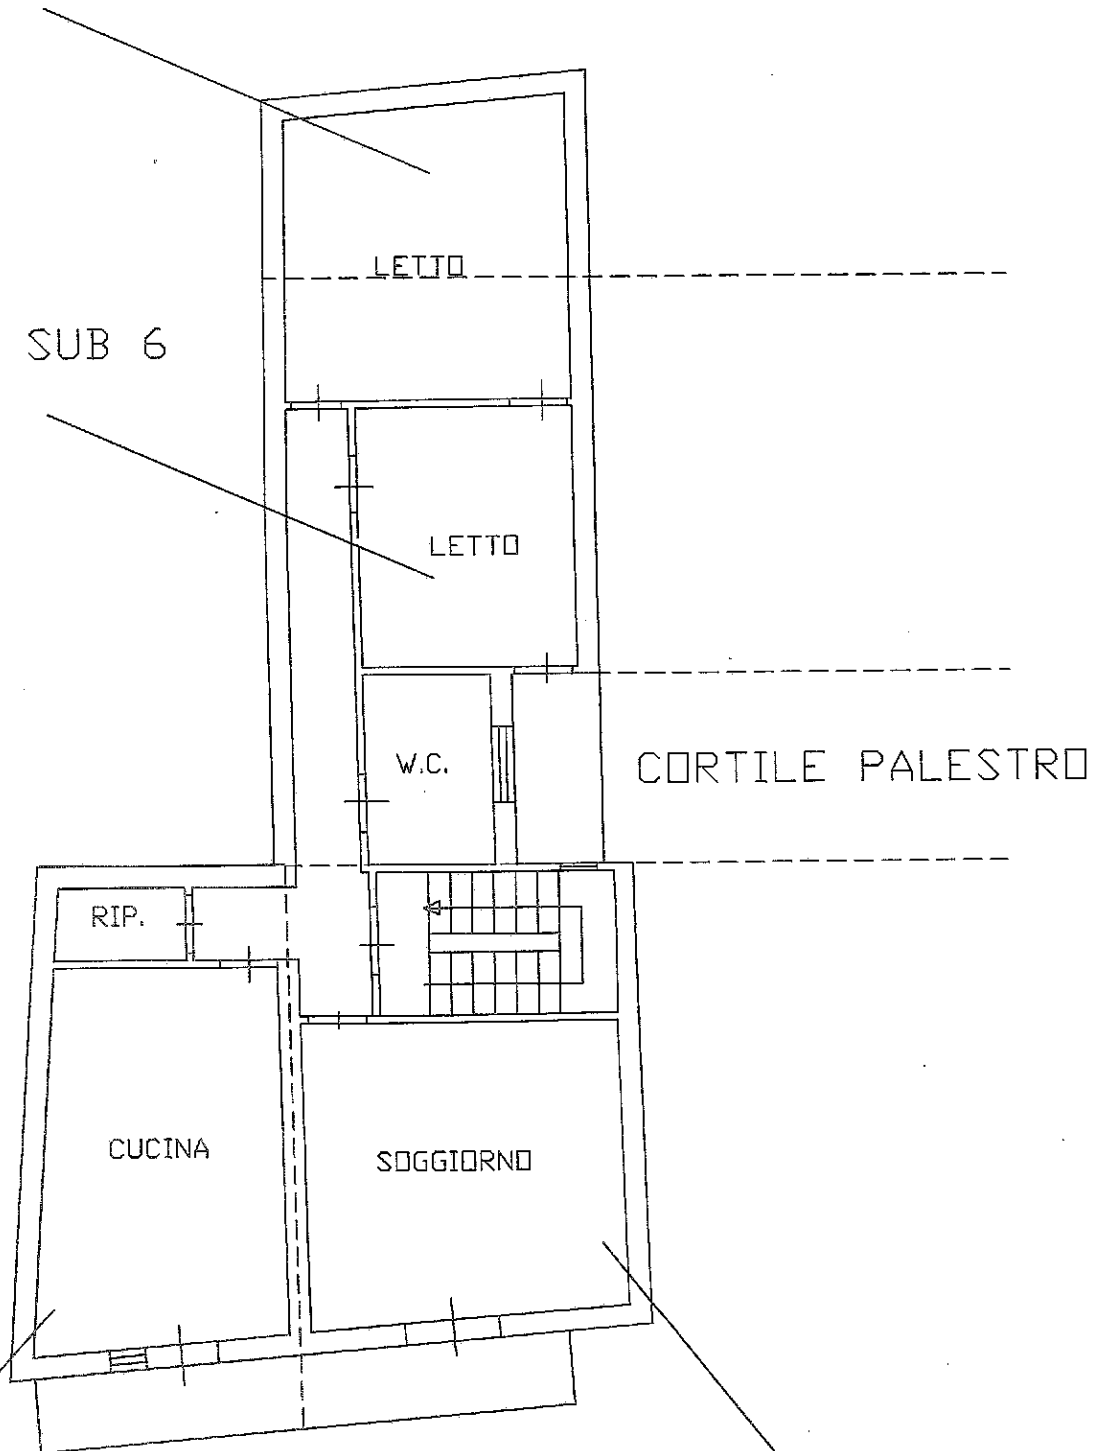 LETTO
SUB 6
LETTO
W.C.
CORTILE PALESTRO
RIP.
CUCINA
SOGGIORNO